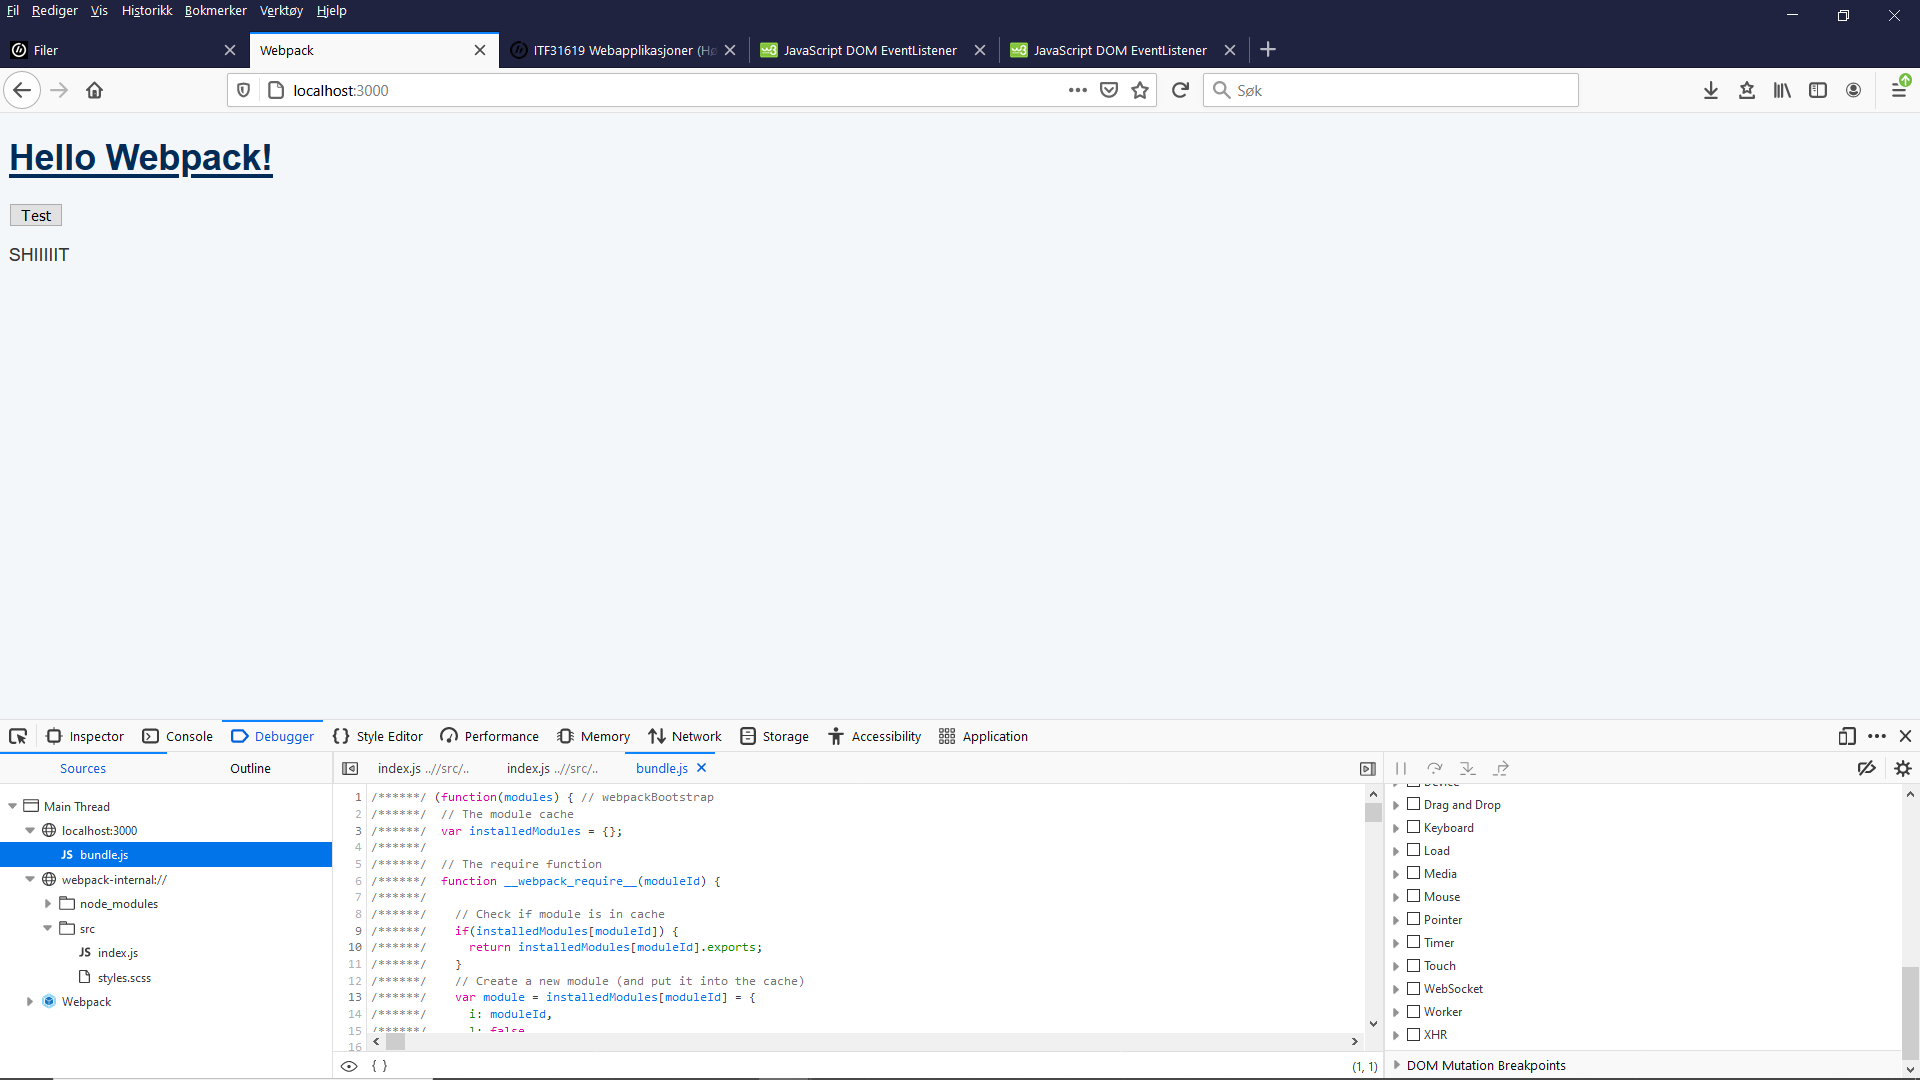 Fil Rediger Vis Historikk Bokmerker Verktøy Hjelp
Filer
Webpack
ITF31619 Webapplikasjoner (Hø
JavaScript DOM EventListener
JavaScript DOM EventListener
localhost:3000
Søk
Hello Webpack!
Test
SHIIIIIT
Inspector Console Debugger Style Editor Performance Memory Network Storage Accessibility Application
Sources Outline
index.js ..//src/.. index.js ..//src/.. bundle.js
Main Thread
localhost:3000
JS bundle.js
webpack-internal://
node_modules
src
JS index.js
styles.scss
Webpack
1 /******/ (function(modules) { // webpackBootstrap
2 /******/ // The module cache
3 /******/ var installedModules = {};
4 /******/
5 /******/ // The require function
6 /******/ function __webpack_require__(moduleId) {
7 /******/
8 /******/ // Check if module is in cache
9 /******/ if(installedModules[moduleId]) {
10 /******/ return installedModules[moduleId].exports;
11 /******/ }
12 /******/ // Create a new module (and put it into the cache)
13 /******/ var module = installedModules[moduleId] = {
14 /******/ i: moduleId,
15 /******/ l: false,
16
{ } (1, 1)
Device
Drag and Drop
Keyboard
Load
Media
Mouse
Pointer
Timer
Touch
WebSocket
Worker
XHR
DOM Mutation Breakpoints